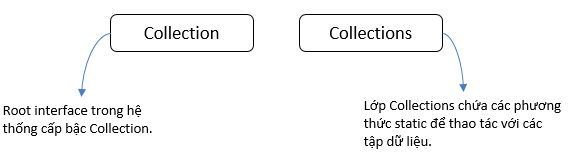 Collection
Collections
Root interface trong hệ
thống cấp bậc Collection.
Lớp Collections chứa các phương
thức static để thao tác với các
tập dữ liệu.